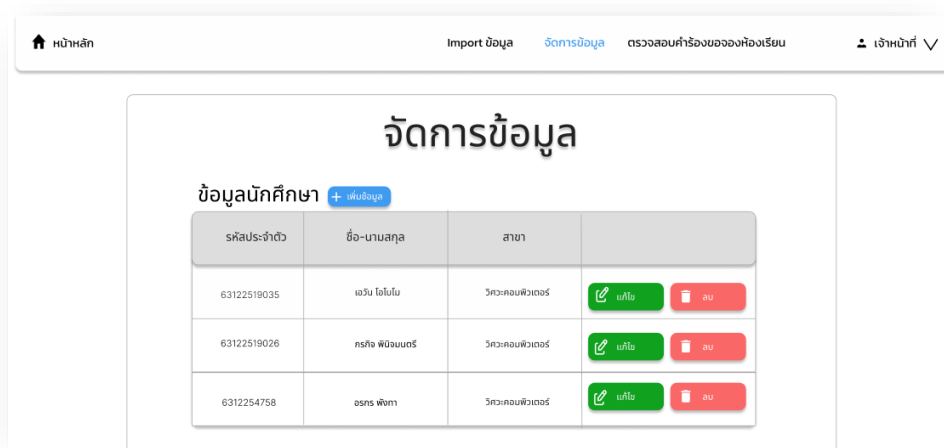 หน้าหลัก Import ข้อมูล จัดการข้อมูล ตรวจสอบคำร้องขอจองห้องเรียน เจ้าหน้าที่
จัดการข้อมูล
ข้อมูลนักศึกษา + เพิ่มข้อมูล
รหัสประจำตัว ชื่อ-นามสกุล สาขา
63122519035 เอวัน โอโบโม วิศวะคอมพิวเตอร์ แก้ไข ลบ
63122519026 กรกิจ พินิจมนตรี วิศวะคอมพิวเตอร์ แก้ไข ลบ
6312254758 อรกร พังทา วิศวะคอมพิวเตอร์ แก้ไข ลบ